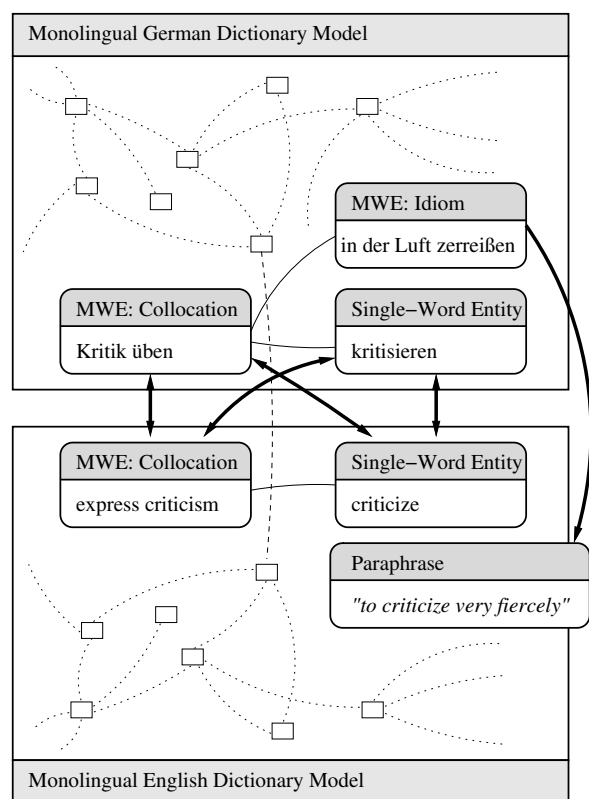 Monolingual German Dictionary Model
MWE: Idiom
in der Luft zerreißen
MWE: Collocation
Kritik üben
Single−Word Entity
kritisieren
MWE: Collocation
express criticism
Single−Word Entity
criticize
Paraphrase
"to criticize very fiercely"
Monolingual English Dictionary Model